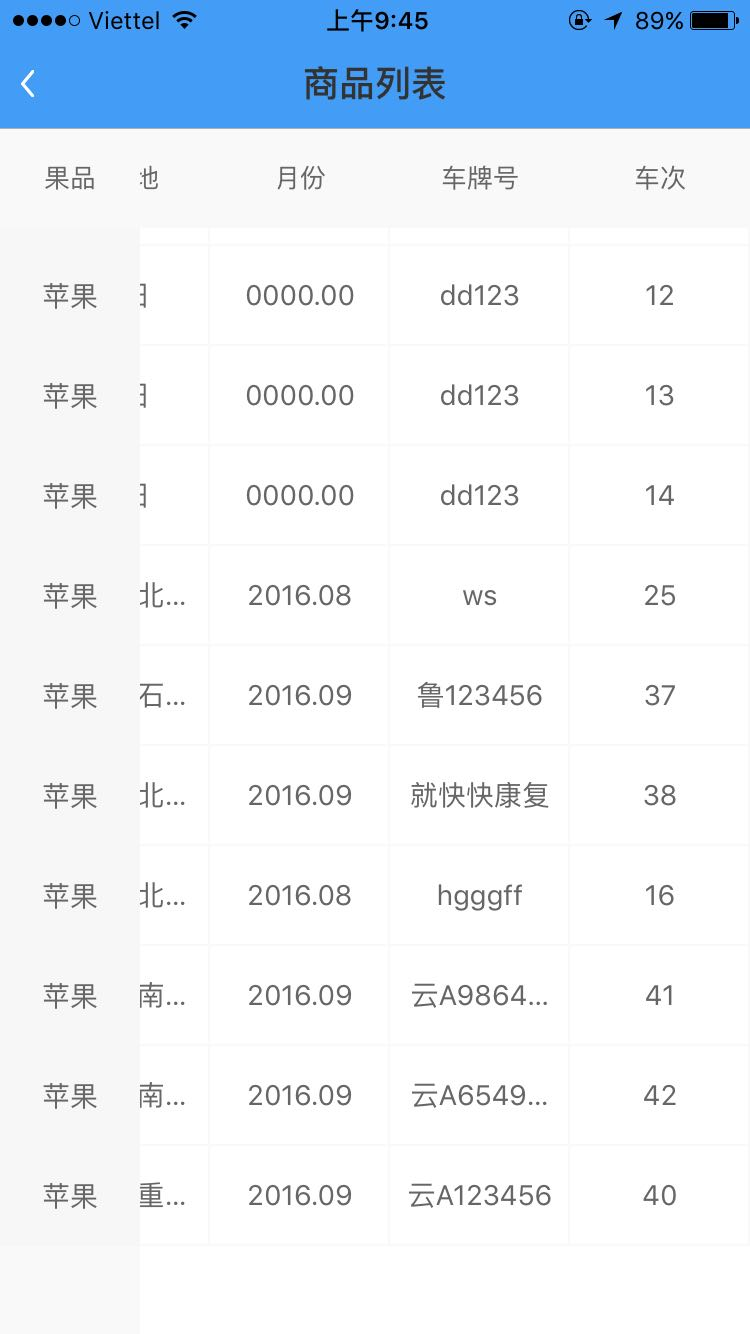 Viettel 上午9:45 89%
商品列表
果品 地 月份 车牌号 车次
苹果 0000.00 dd123 12
苹果 0000.00 dd123 13
苹果 0000.00 dd123 14
苹果 北... 2016.08 ws 25
苹果 石... 2016.09 鲁123456 37
苹果 北... 2016.09 就快快康复 38
苹果 北... 2016.08 hgggff 16
苹果 南... 2016.09 云A9864... 41
苹果 南... 2016.09 云A6549... 42
苹果 重... 2016.09 云A123456 40